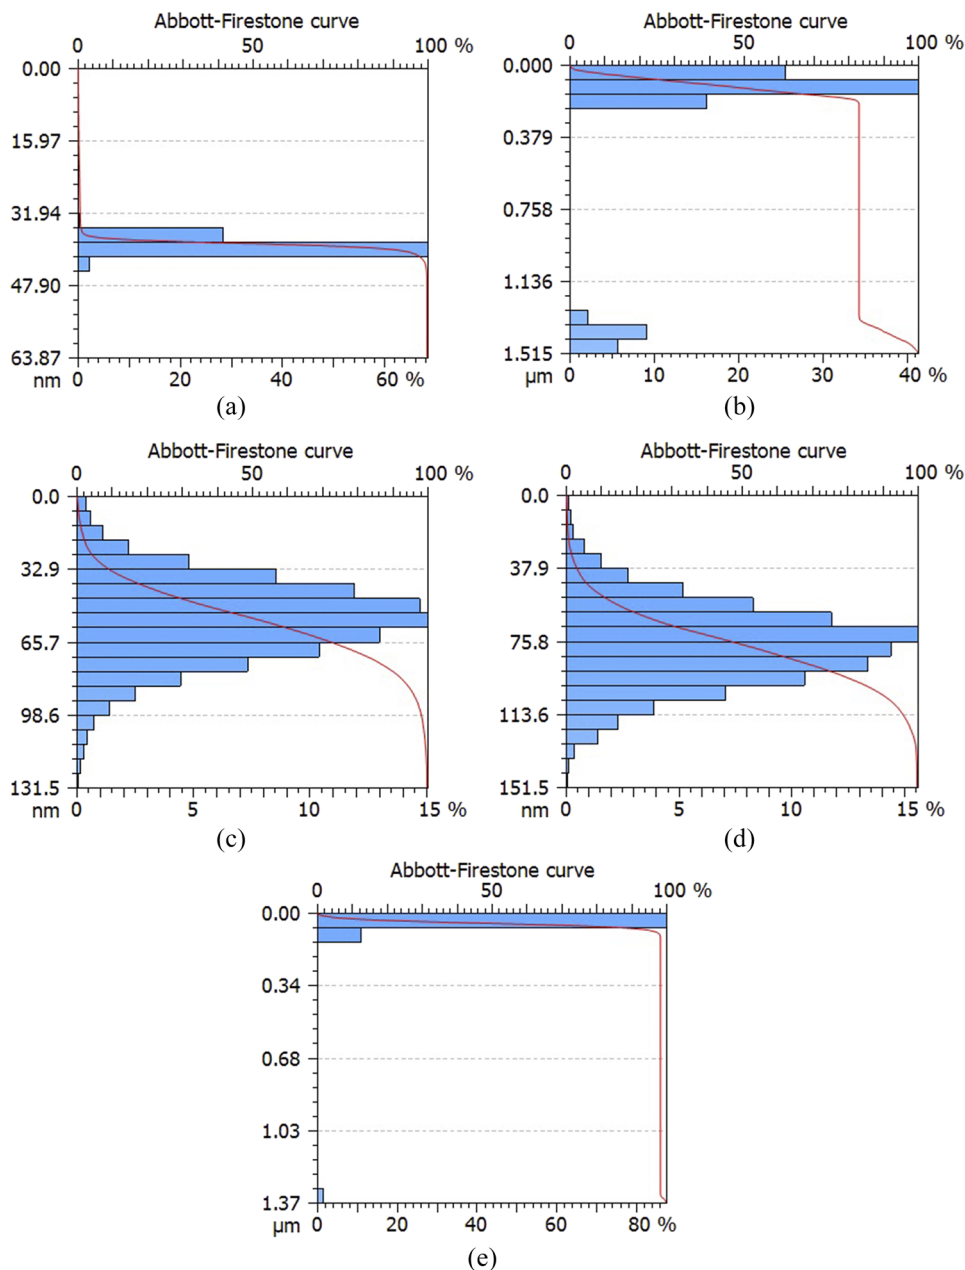 Abbott-Firestone curve
0 50 100 %
0.00
15.97
31.94
47.90
63.87
nm 0 20 40 60 %
(a)
Abbott-Firestone curve
0 50 100 %
0.000
0.379
0.758
1.136
1.515
µm 0 10 20 30 40 %
(b)
Abbott-Firestone curve
0 50 100 %
0.0
32.9
65.7
98.6
131.5
nm 0 5 10 15 %
(c)
Abbott-Firestone curve
0 50 100 %
0.0
37.9
75.8
113.6
151.5
nm 0 5 10 15 %
(d)
Abbott-Firestone curve
0 50 100 %
0.00
0.34
0.68
1.03
1.37
µm 0 20 40 60 80 %
(e)